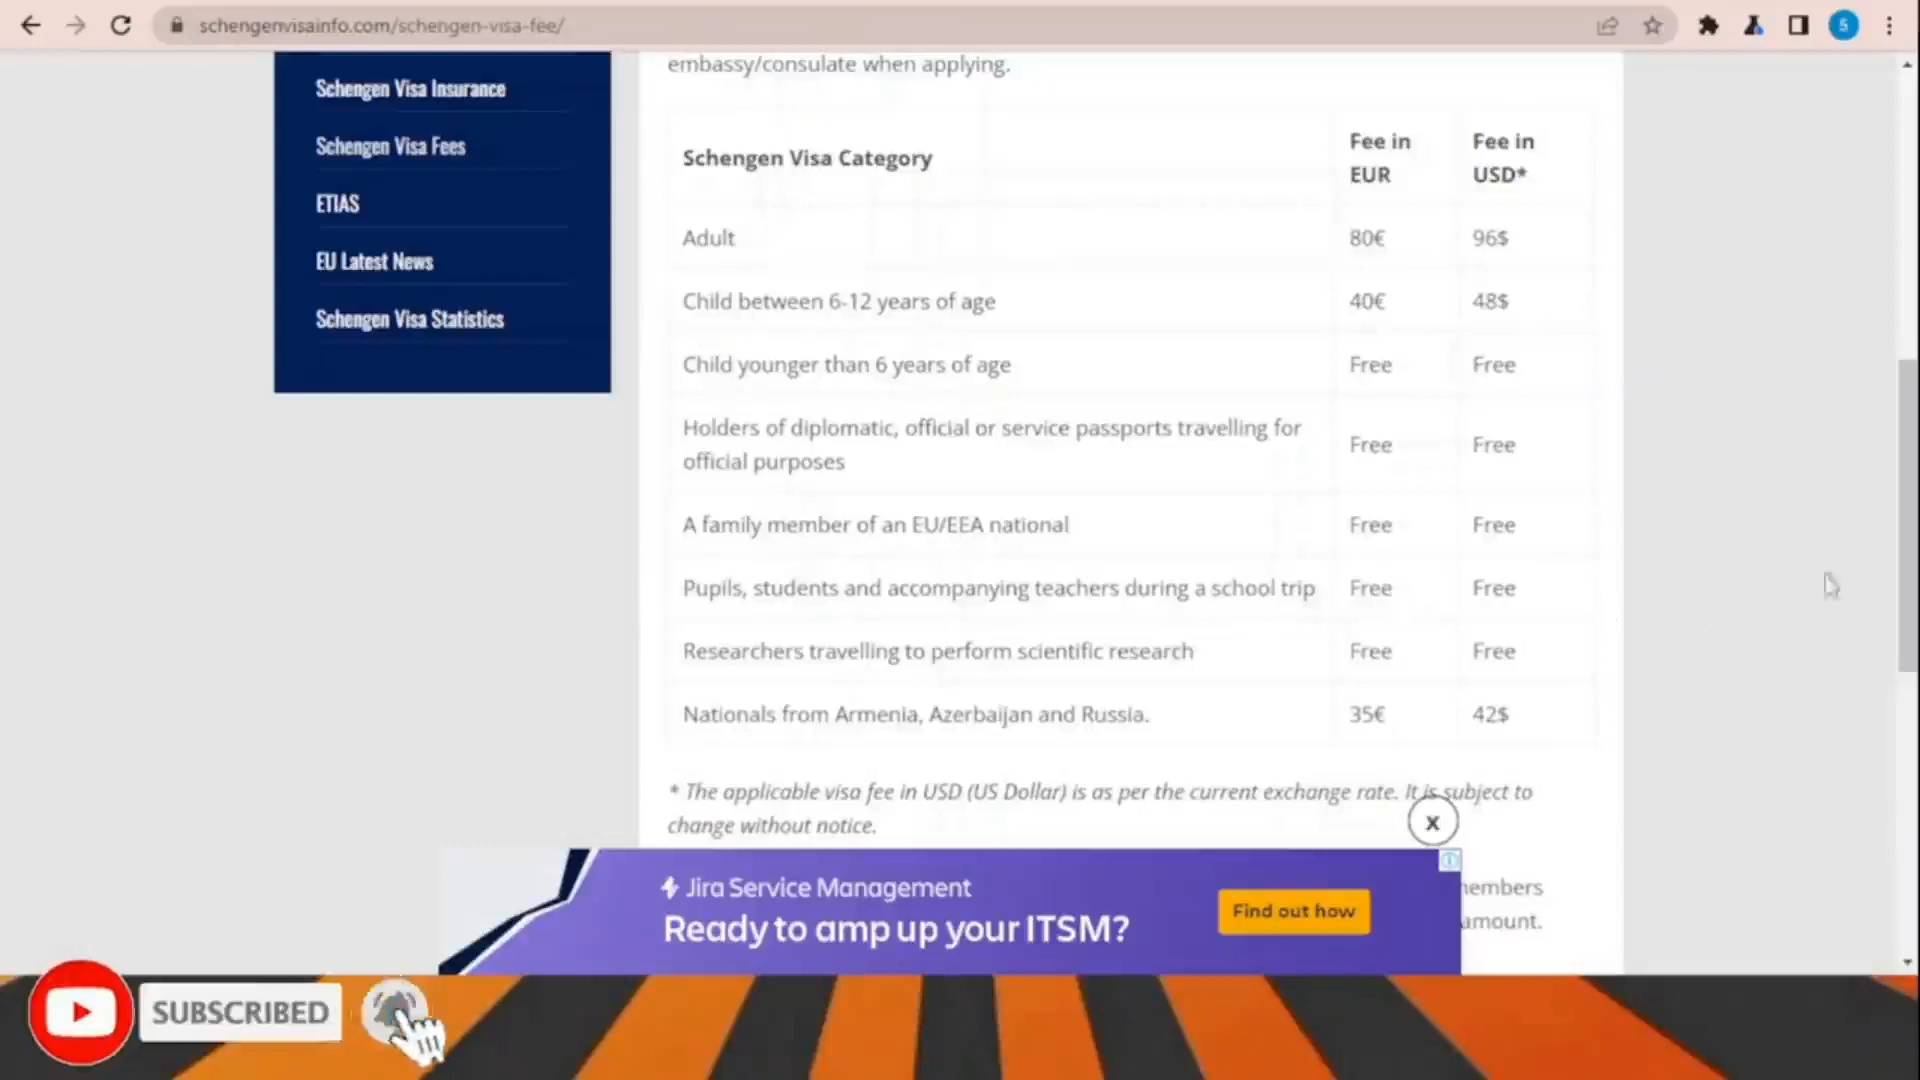 schengenvisainfo.com/schengen-visa-fee/
S
Schengen Visa Insurance
Schengen Visa Fees
ETIAS
EU Latest News
Schengen Visa Statistics
embassy/consulate when applying.
Schengen Visa Category
Fee in
EUR
Fee in
USD*
Adult 80€ 96$
Child between 6-12 years of age 40€ 48$
Child younger than 6 years of age Free Free
Holders of diplomatic, official or service passports travelling for
official purposes
Free Free
A family member of an EU/EEA national Free Free
Pupils, students and accompanying teachers during a school trip Free Free
Researchers travelling to perform scientific research Free Free
Nationals from Armenia, Azerbaijan and Russia. 35€ 42$
* The applicable visa fee in USD (US Dollar) is as per the current exchange rate. It is subject to
change without notice.
X
Jira Service Management
Ready to amp up your ITSM?
Find out how
amount.
SUBSCRIBED